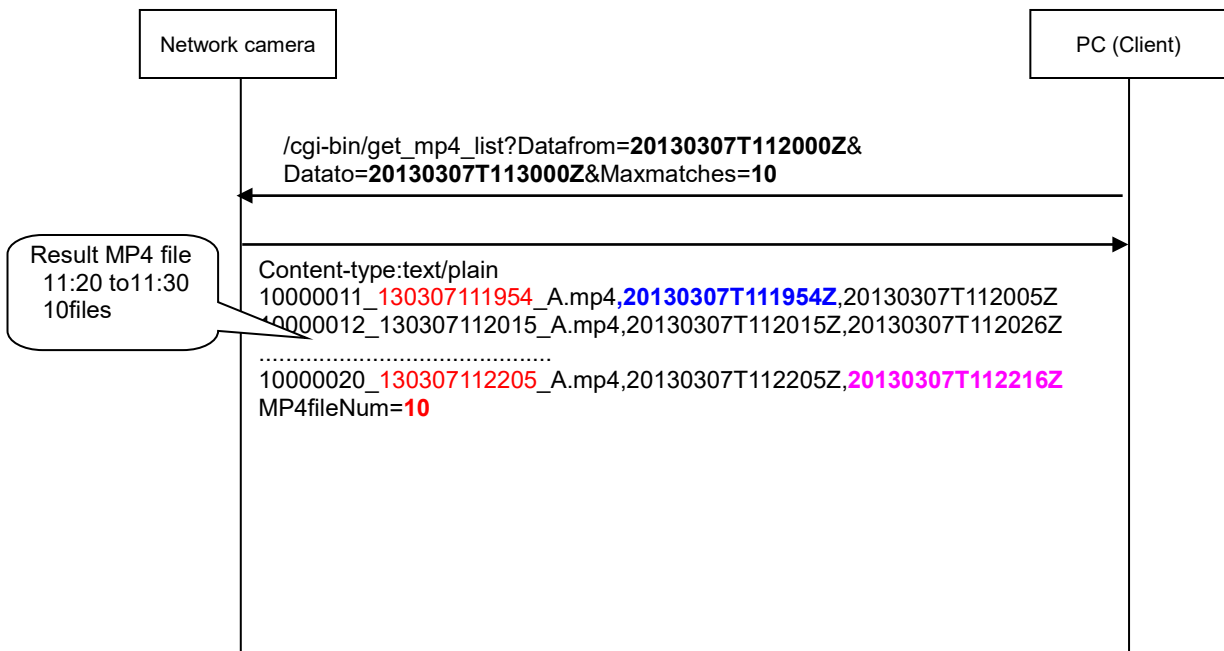 Network camera
PC (Client)
/cgi-bin/get_mp4_list?Datafrom=20130307T112000Z&
Datato=20130307T113000Z&Maxmatches=10
Result MP4 file
11:20 to11:30
10files
Content-type:text/plain
10000011_130307111954_A.mp4,20130307T111954Z,20130307T112005Z
10000012_130307112015_A.mp4,20130307T112015Z,20130307T112026Z
............................................
10000020_130307112205_A.mp4,20130307T112205Z,20130307T112216Z
MP4fileNum=10